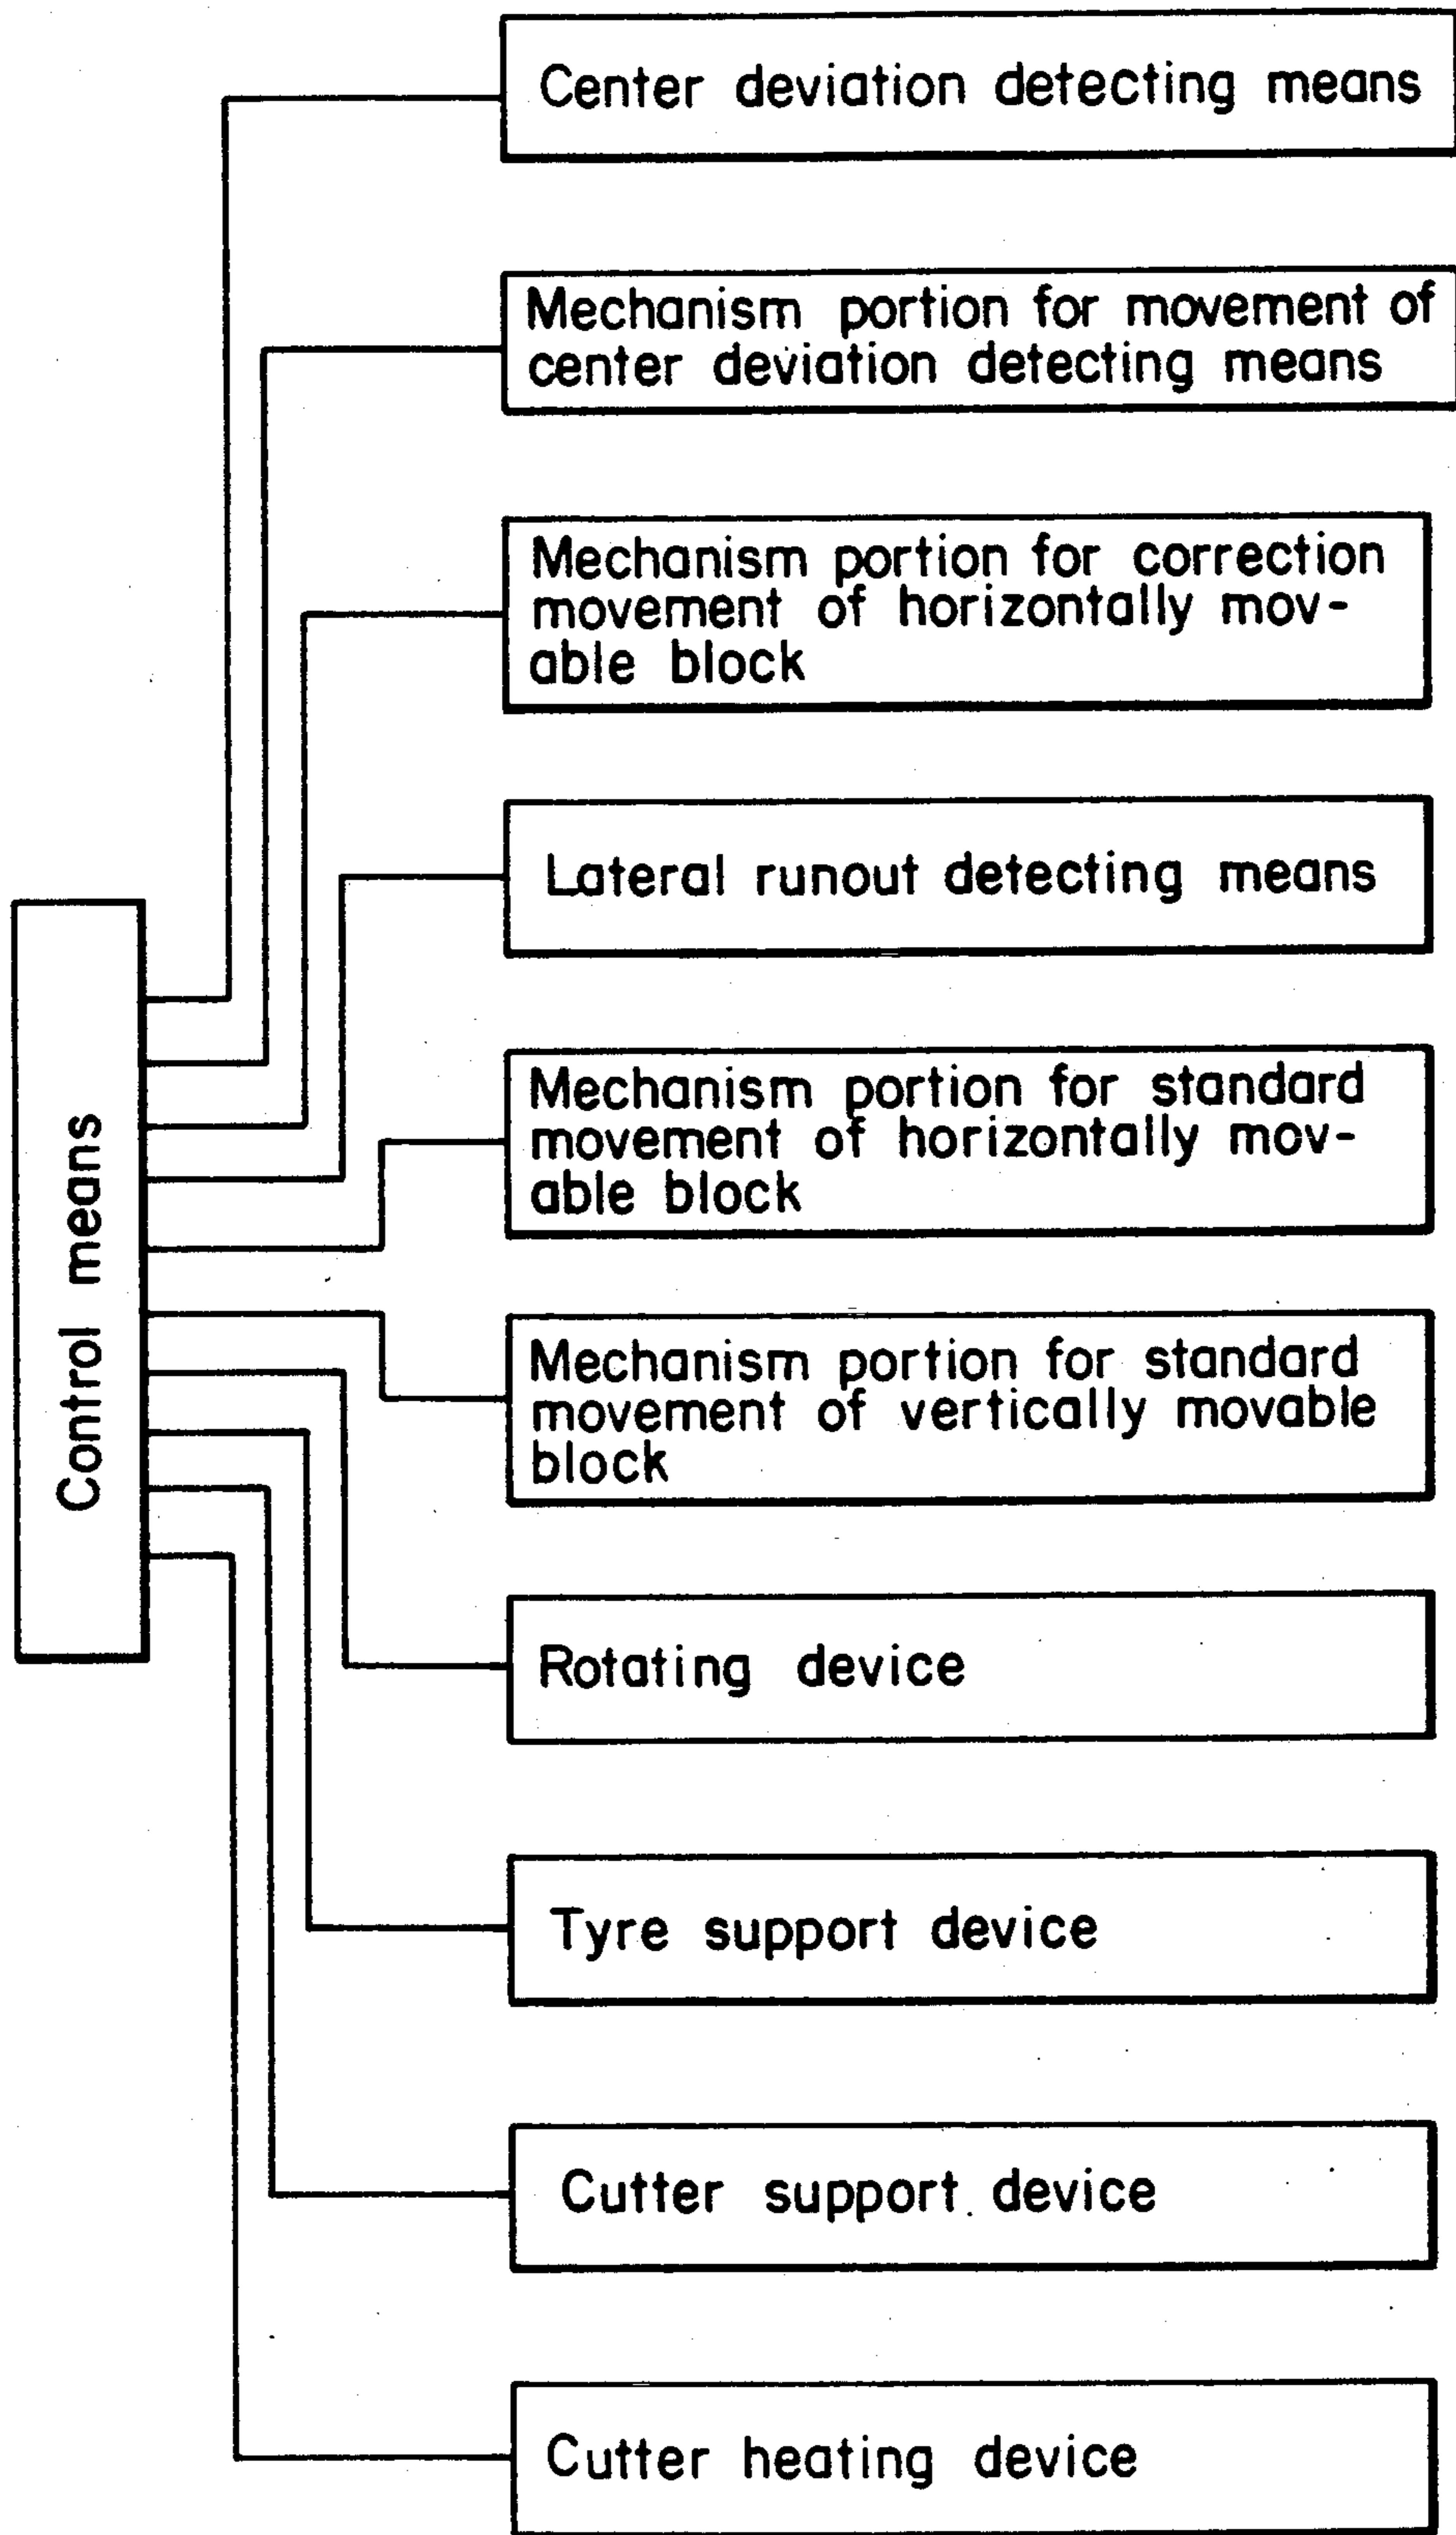 Center deviation detecting means
Mechanism portion for movement of
center deviation detecting means
Mechanism portion for correction
movement of horizontally mov-
able block
Lateral runout detecting means
Control means
Mechanism portion for standard
movement of horizontally mov-
able block
Mechanism portion for standard
movement of vertically movable
block
Rotating device
Tyre support device
Cutter support device
Cutter heating device